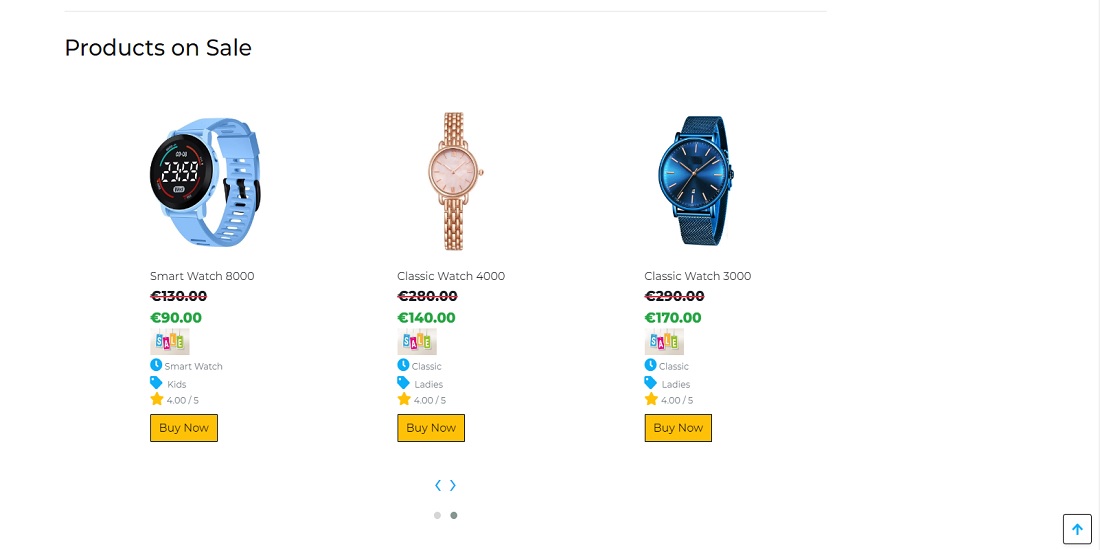 Products on Sale
23:59
Smart Watch 8000
€130.00
€90.00
SALE
Smart Watch
Kids
4.00 / 5
Buy Now
Classic Watch 4000
€280.00
€140.00
SALE
Classic
Ladies
4.00 / 5
Buy Now
Classic Watch 3000
€290.00
€170.00
SALE
Classic
Ladies
4.00 / 5
Buy Now